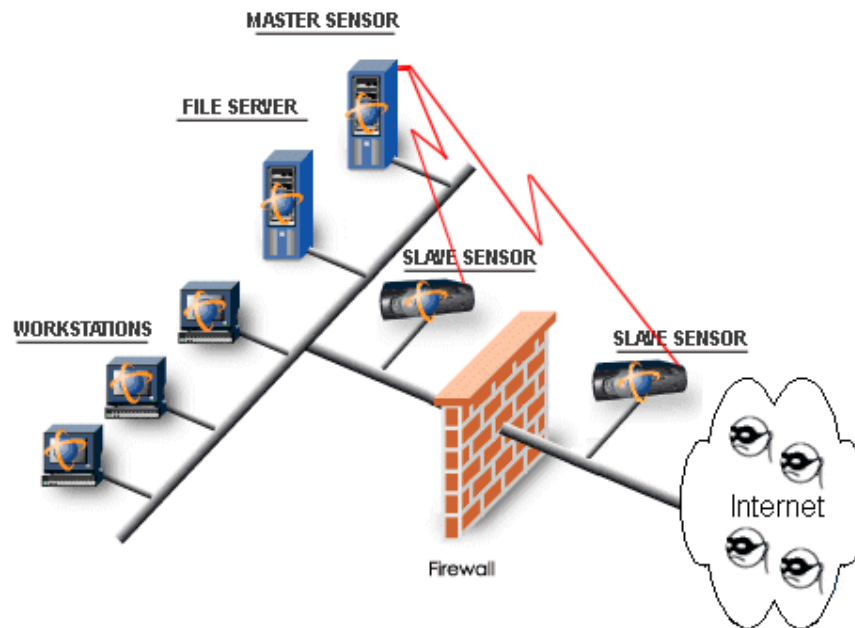 MASTER SENSOR
FILE SERVER
SLAVE SENSOR
WORKSTATIONS
SLAVE SENSOR
Internet
Firewall